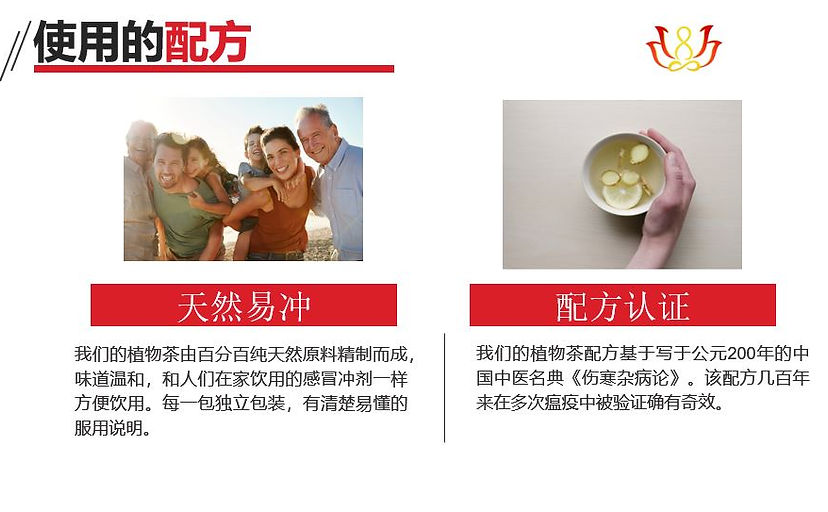 使用的配方
天然易冲
我们的植物茶由百分百纯天然原料精制而成，
味道温和，和人们在家饮用的感冒冲剂一样
方便饮用。每一包独立包装，有清楚易懂的
服用说明。
配方认证
我们的植物茶配方基于写于公元200年的中
国中医名典《伤寒杂病论》。该配方几百年
来在多次瘟疫中被验证确有奇效。